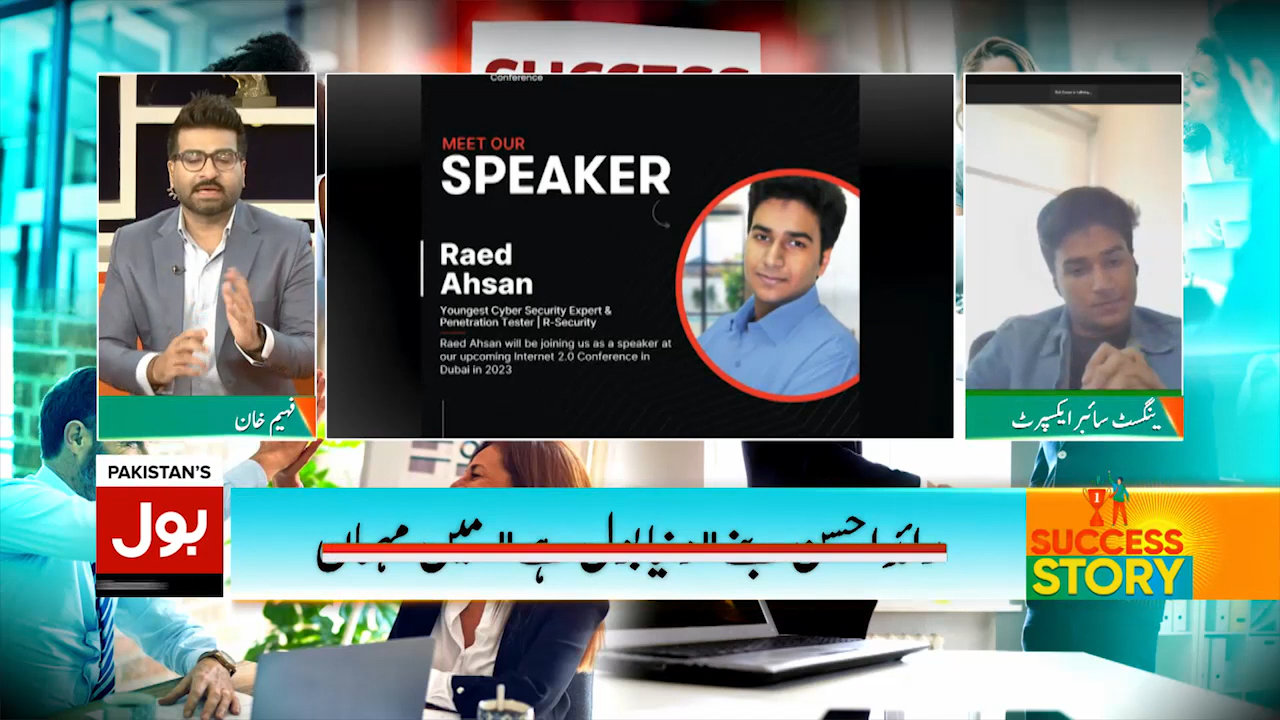 SUCCESS
Conference
MEET OUR
SPEAKER
Raed
Ahsan
Youngest Cyber Security Expert &
Penetration Tester | R-Security
Raed Ahsan will be joining us as a speaker at
our upcoming Internet 2.0 Conference in
Dubai in 2023
فہیم خان
ینگسٹ سائبر ایکسپرٹ
PAKISTAN'S
بول
1
SUCCESS
STORY